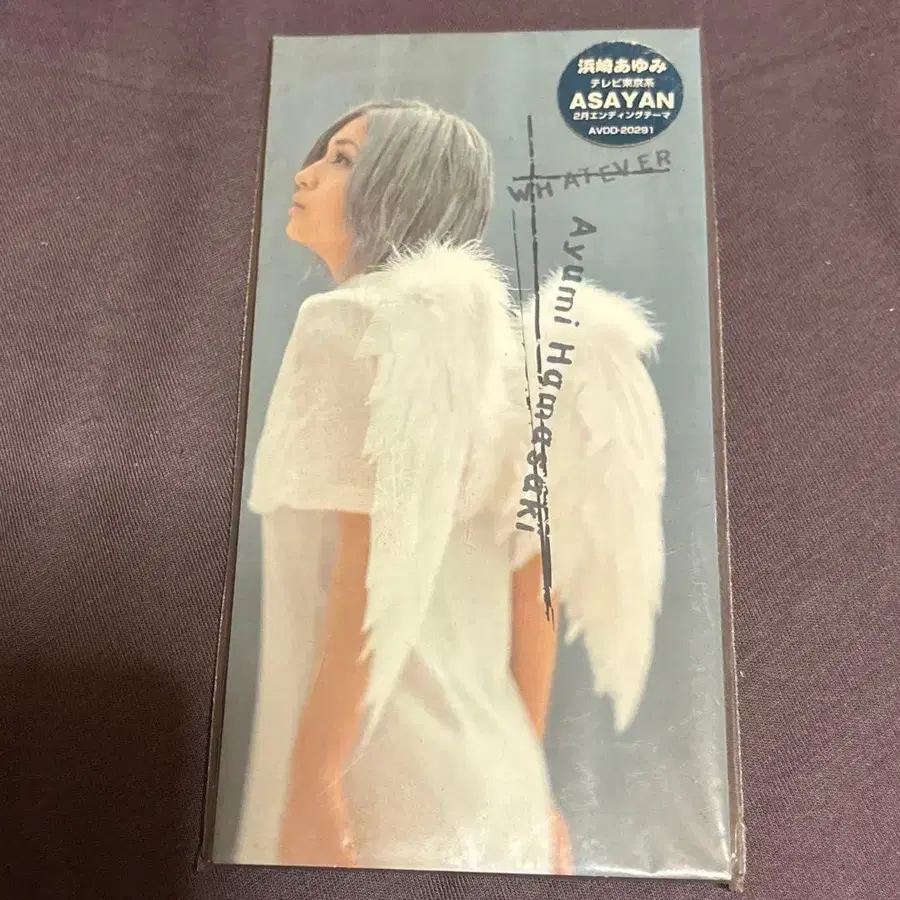 浜崎あゆみ
テレビ東京系
ASAYAN
2月エンディングテーマ
AVDD-20291
WHATEVER
Ayumi Hamasaki